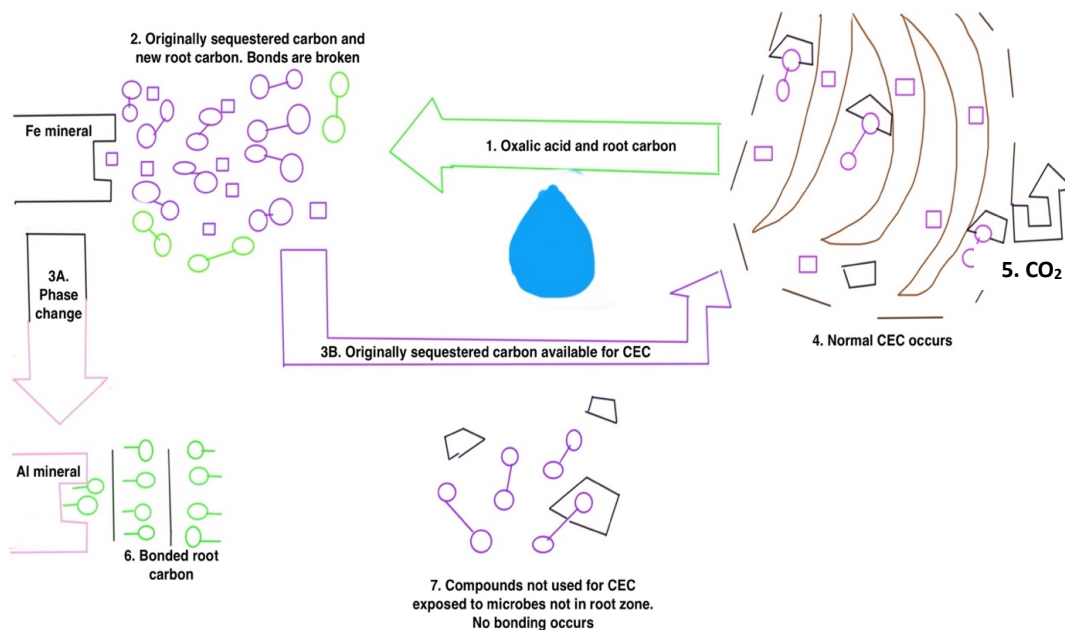 2. Originally sequestered carbon and
new root carbon. Bonds are broken
Fe mineral
1. Oxalic acid and root carbon
3A.
Phase
change
5. CO₂
4. Normal CEC occurs
3B. Originally sequestered carbon available for CEC
Al mineral
6. Bonded root
carbon
7. Compounds not used for CEC
exposed to microbes not in root zone.
No bonding occurs